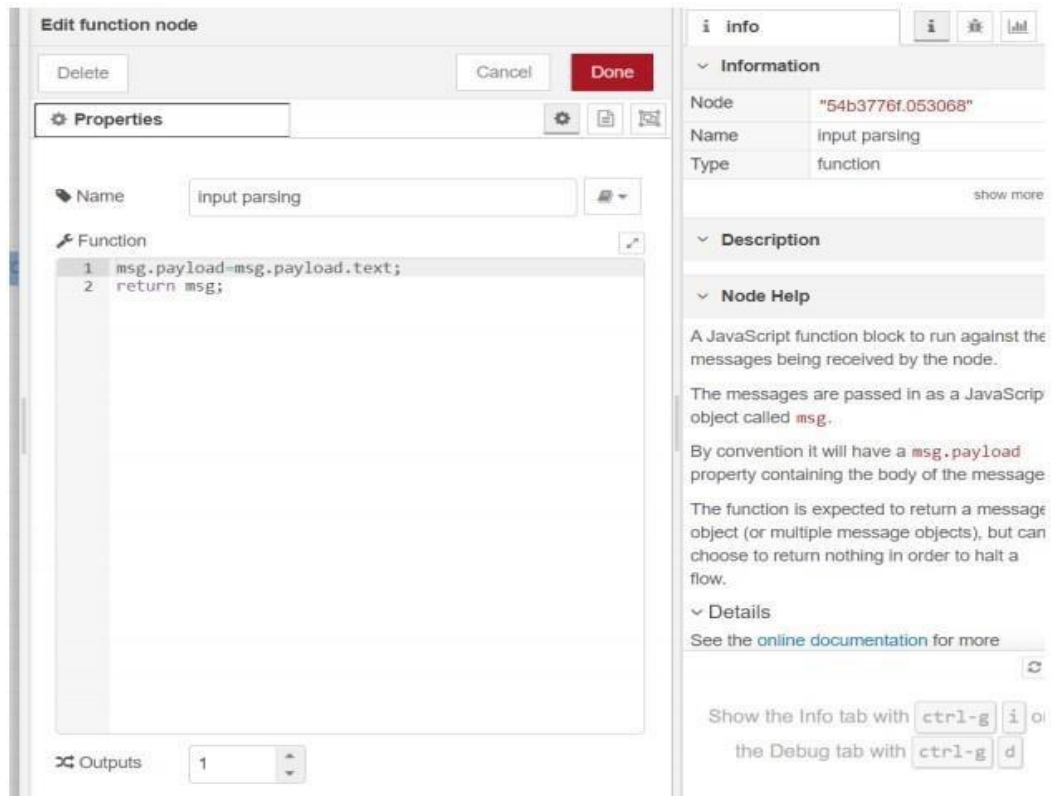 Edit function node
Delete
Cancel
Done
Properties
Name
input parsing
Function
1 msg.payload=msg.payload.text;
2 return msg;
Outputs
1
i info
i
Information
Node "54b3776f.053068"
Name input parsing
Type function
show more
Description
Node Help
A JavaScript function block to run against the
messages being received by the node.
The messages are passed in as a JavaScrip
object called msg.
By convention it will have a msg.payload
property containing the body of the message
The function is expected to return a message
object (or multiple message objects), but can
choose to return nothing in order to halt a
flow.
Details
See the online documentation for more
Show the Info tab with ctrl-g i o
the Debug tab with ctrl-g d